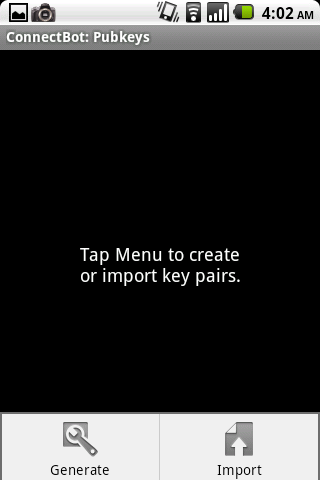 4:02 AM
ConnectBot: Pubkeys
Tap Menu to create
or import key pairs.
Generate
Import